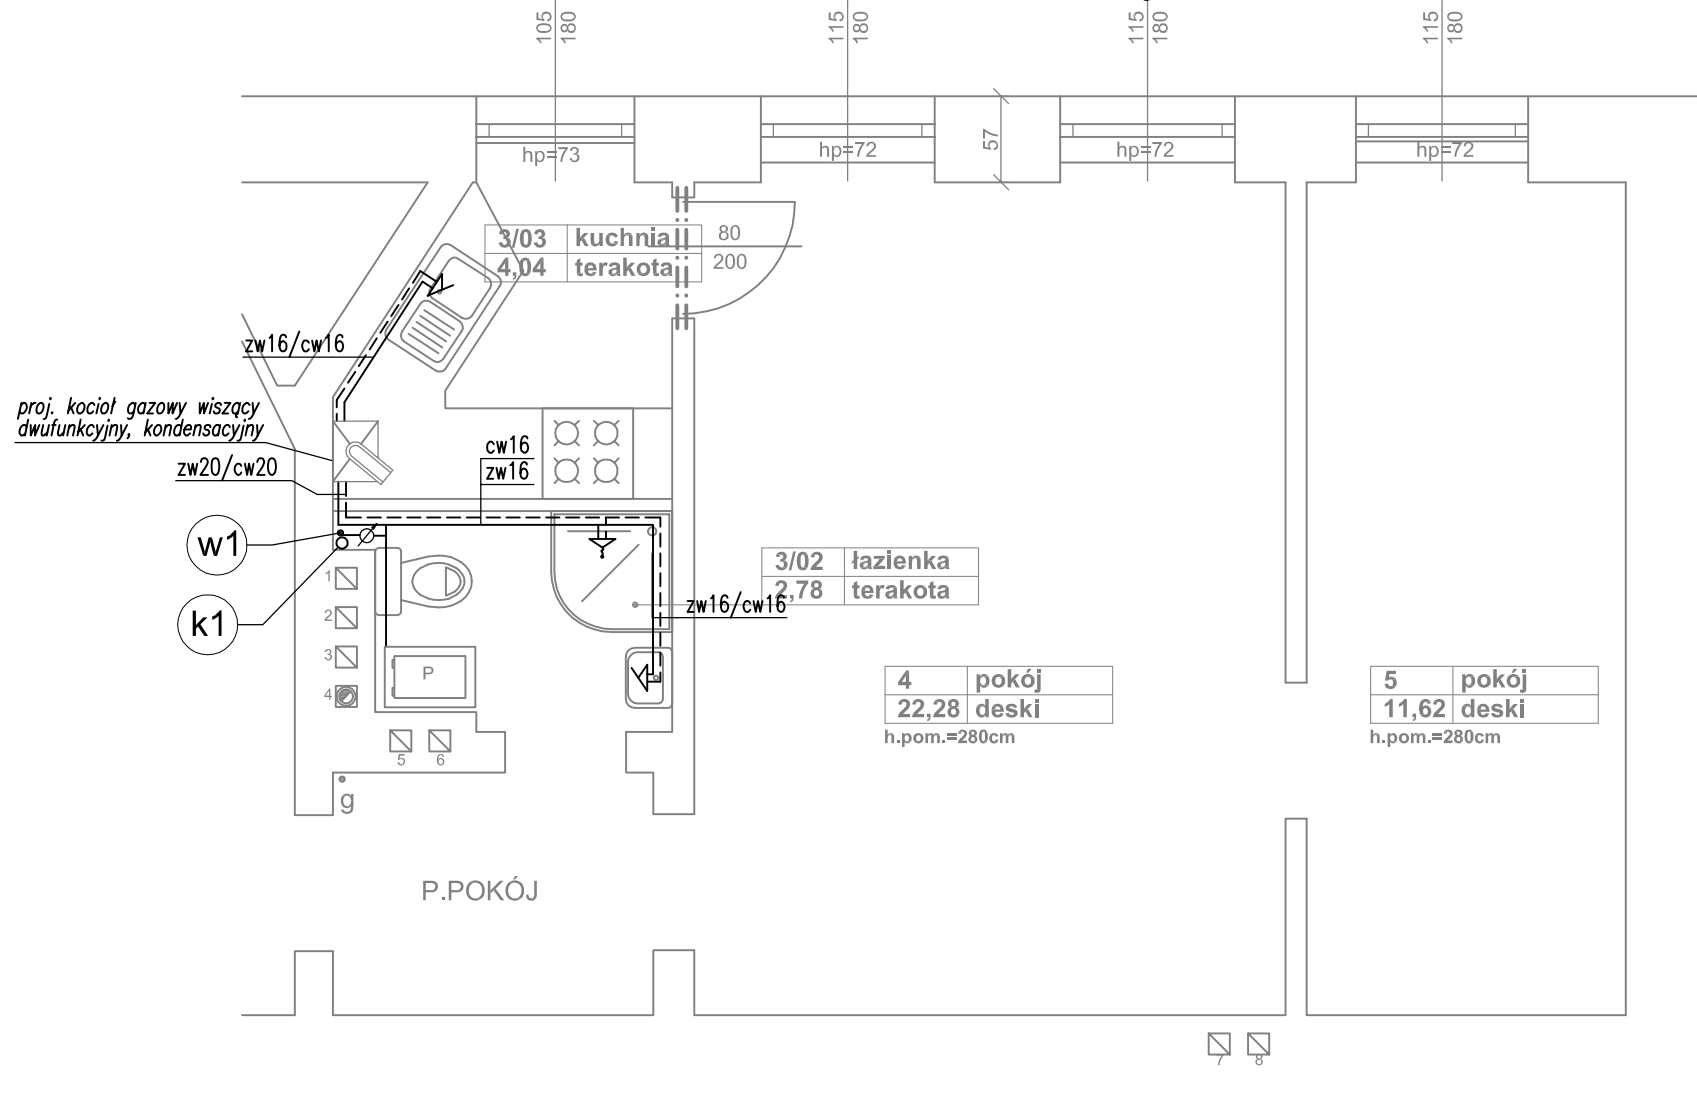 105
180
115
180
115
180
115
180
hp=73
hp=72
hp=72
hp=72
57
3/03 kuchnia
4,04 terakota
80
200
zw16/cw16
proj. kocioł gazowy wiszący
dwufunkcyjny, kondensacyjny
zw20/cw20
cw16
zw16
w1
k1
3/02 łazienka
2,78 terakota
zw16/cw16
1
2
3
4
P
5
6
g
4 pokój
22,28 deski
h.pom.=280cm
5 pokój
11,62 deski
h.pom.=280cm
P.POKÓJ
7
8